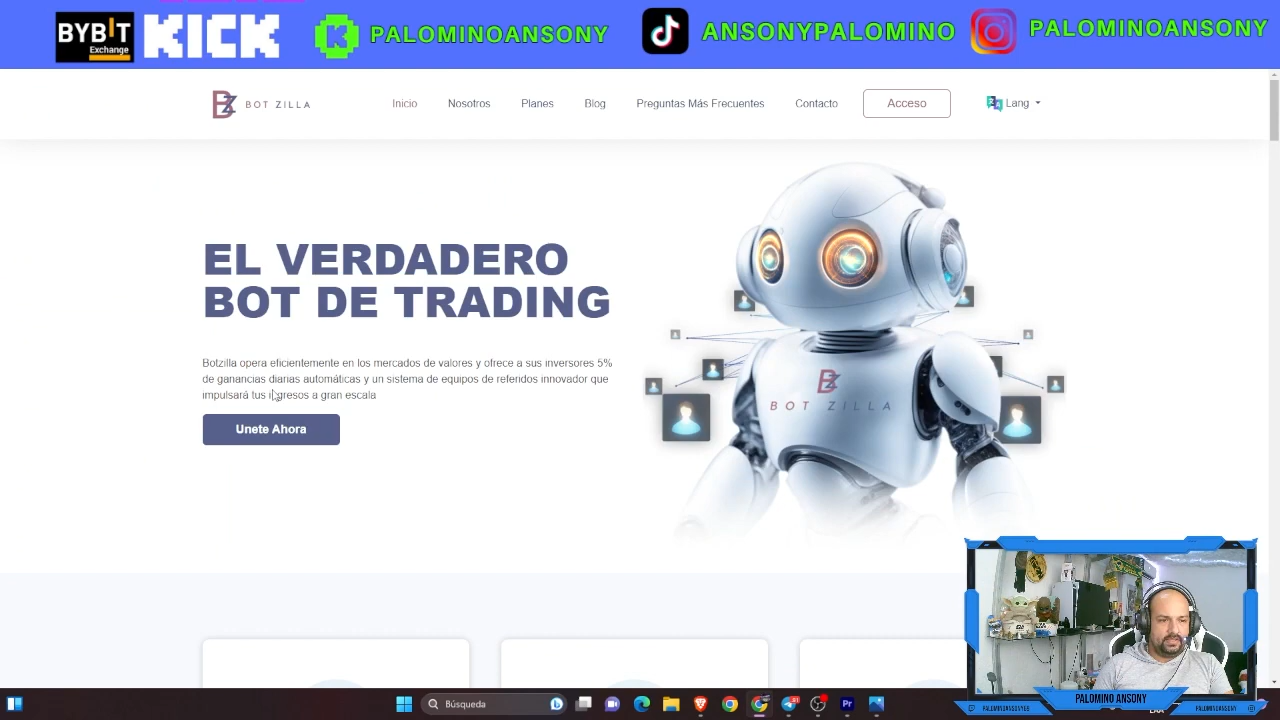 BYBIT
Exchange
KICK
PALOMINOANSONY
ANSONYPALOMINO
PALOMINOANSONY
BZ BOT ZILLA
Inicio
Nosotros
Planes
Blog
Preguntas Más Frecuentes
Contacto
Acceso
Lang
EL VERDADERO
BOT DE TRADING
Botzilla opera eficientemente en los mercados de valores y ofrece a sus inversores 5%
de ganancias diarias automáticas y un sistema de equipos de referidos innovador que
impulsará tus ingresos a gran escala
Unete Ahora
BZ
BOT ZILLA
PALOMINO ANSONY
PALOMINOANSONY
Búsqueda